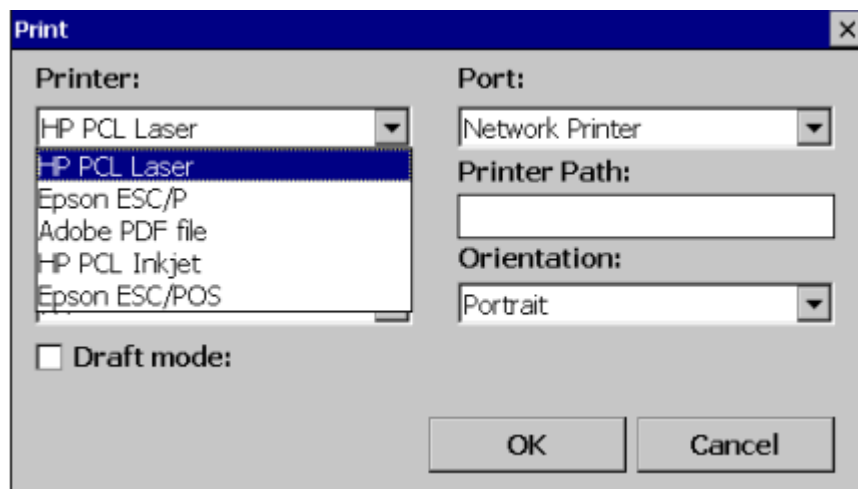 Print
Printer:
HP PCL Laser
HP PCL Laser
Epson ESC/P
Adobe PDF file
HP PCL Inkjet
Epson ESC/POS
Draft mode:
Port:
Network Printer
Printer Path:
Orientation:
Portrait
OK
Cancel